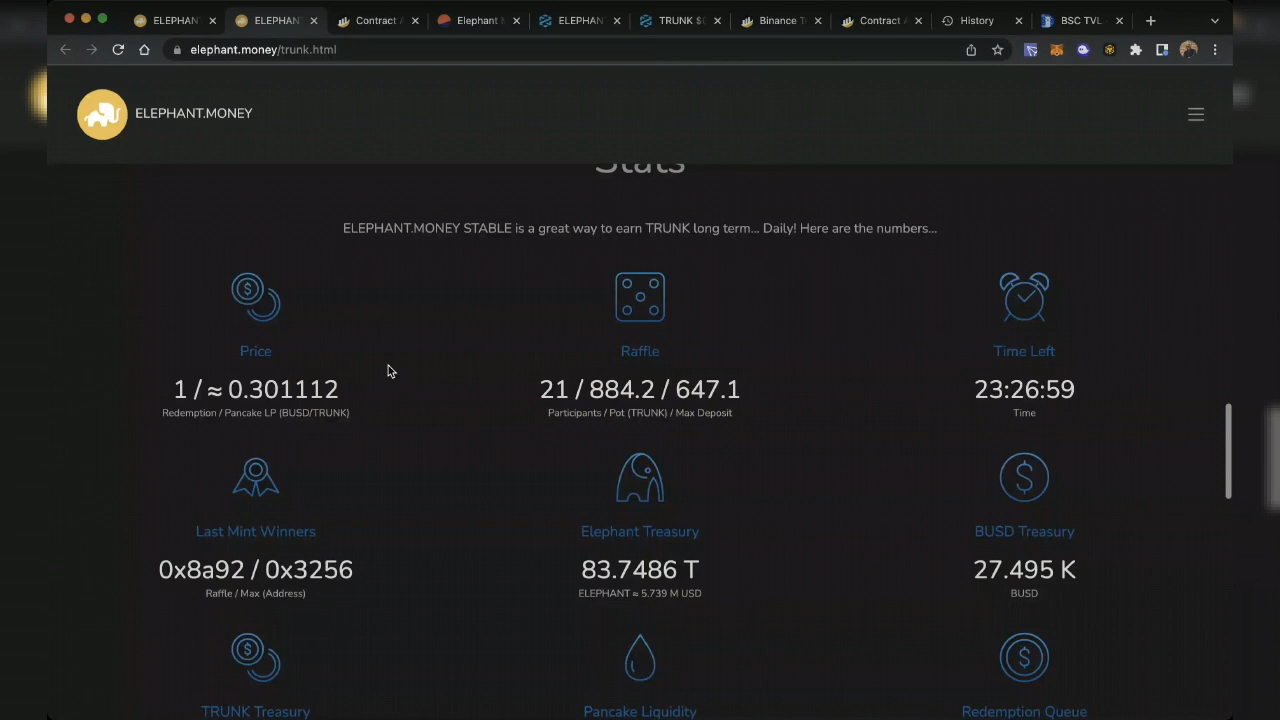 ELEPHAN
ELEPHAN
Contract A
Elephant M
ELEPHAN
TRUNK $0
Binance T
Contract A
History
BSC TVL
elephant.money/trunk.html
ELEPHANT.MONEY
Stats
ELEPHANT.MONEY STABLE is a great way to earn TRUNK long term... Daily! Here are the numbers...
Price
Raffle
Time Left
1 / ≈ 0.301112
21 / 884.2 / 647.1
23:26:59
Redemption / Pancake LP (BUSD/TRUNK)
Participants / Pot (TRUNK) / Max Deposit
Time
Last Mint Winners
Elephant Treasury
BUSD Treasury
0x8a92 / 0x3256
83.7486 T
27.495 K
Raffle / Max (Address)
ELEPHANT ≈ 5.739 M USD
BUSD
TRUNK Treasury
Pancake Liquidity
Redemption Queue